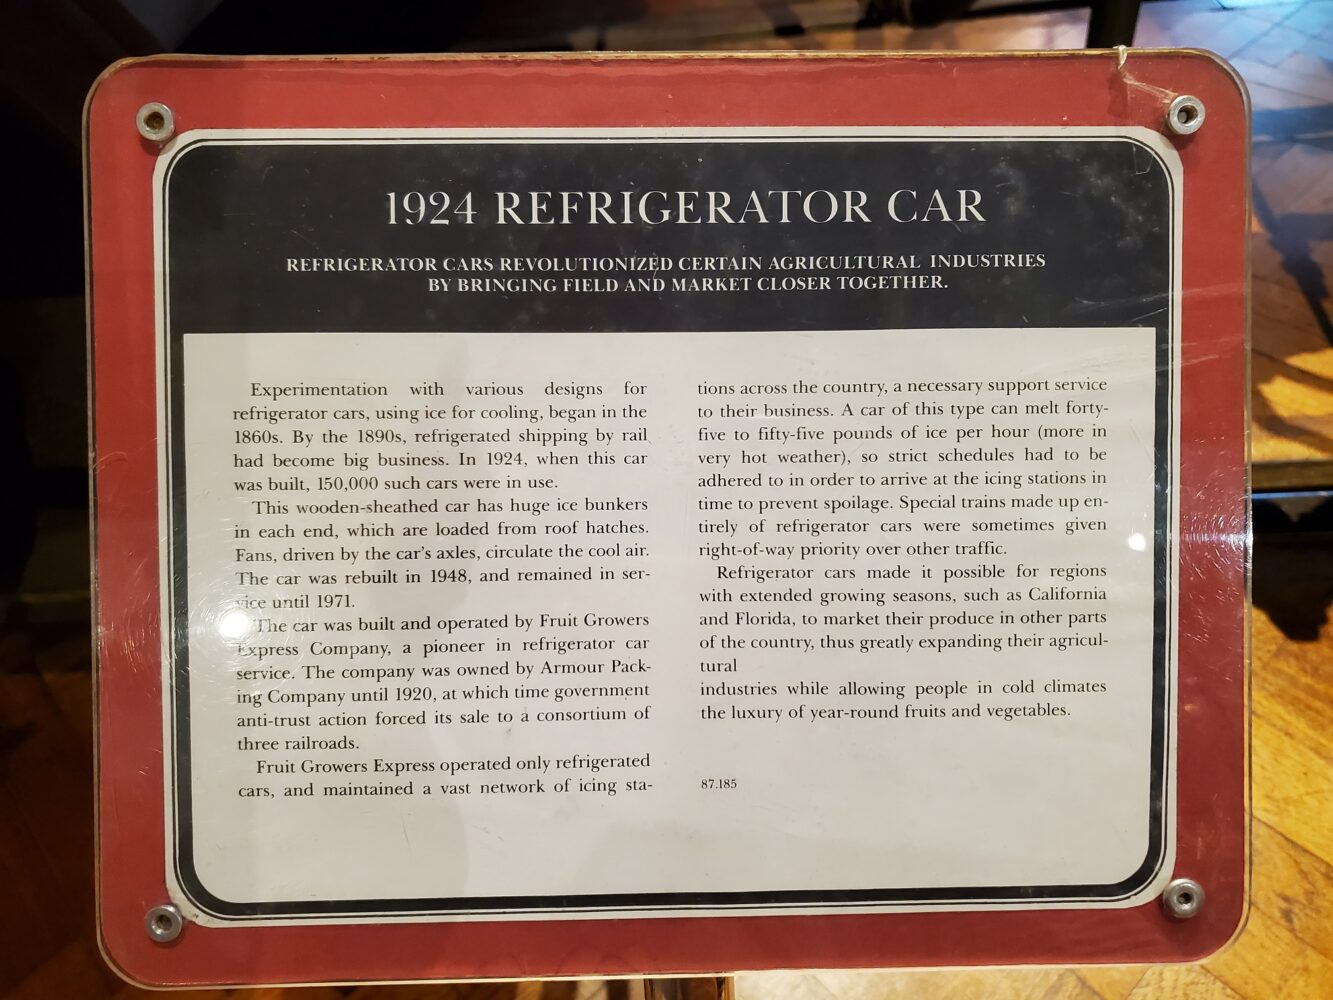 1924 REFRIGERATOR CAR
REFRIGERATOR CARS REVOLUTIONIZED CERTAIN AGRICULTURAL INDUSTRIES
BY BRINGING FIELD AND MARKET CLOSER TOGETHER.
Experimentation with various designs for
refrigerator cars, using ice for cooling, began in the
1860s. By the 1890s, refrigerated shipping by rail
had become big business. In 1924, when this car
was built, 150,000 such cars were in use.
This wooden-sheathed car has huge ice bunkers
in each end, which are loaded from roof hatches.
Fans, driven by the car's axles, circulate the cool air.
The car was rebuilt in 1948, and remained in ser-
vice until 1971.
The car was built and operated by Fruit Growers
Express Company, a pioneer in refrigerator car
service. The company was owned by Armour Pack-
ing Company until 1920, at which time government
anti-trust action forced its sale to a consortium of
three railroads.
Fruit Growers Express operated only refrigerated
cars, and maintained a vast network of icing sta-
tions across the country, a necessary support service
to their business. A car of this type can melt forty-
five to fifty-five pounds of ice per hour (more in
very hot weather), so strict schedules had to be
adhered to in order to arrive at the icing stations in
time to prevent spoilage. Special trains made up en-
tirely of refrigerator cars were sometimes given
right-of-way priority over other traffic.
Refrigerator cars made it possible for regions
with extended growing seasons, such as California
and Florida, to market their produce in other parts
of the country, thus greatly expanding their agricul-
tural
industries while allowing people in cold climates
the luxury of year-round fruits and vegetables.
87.185